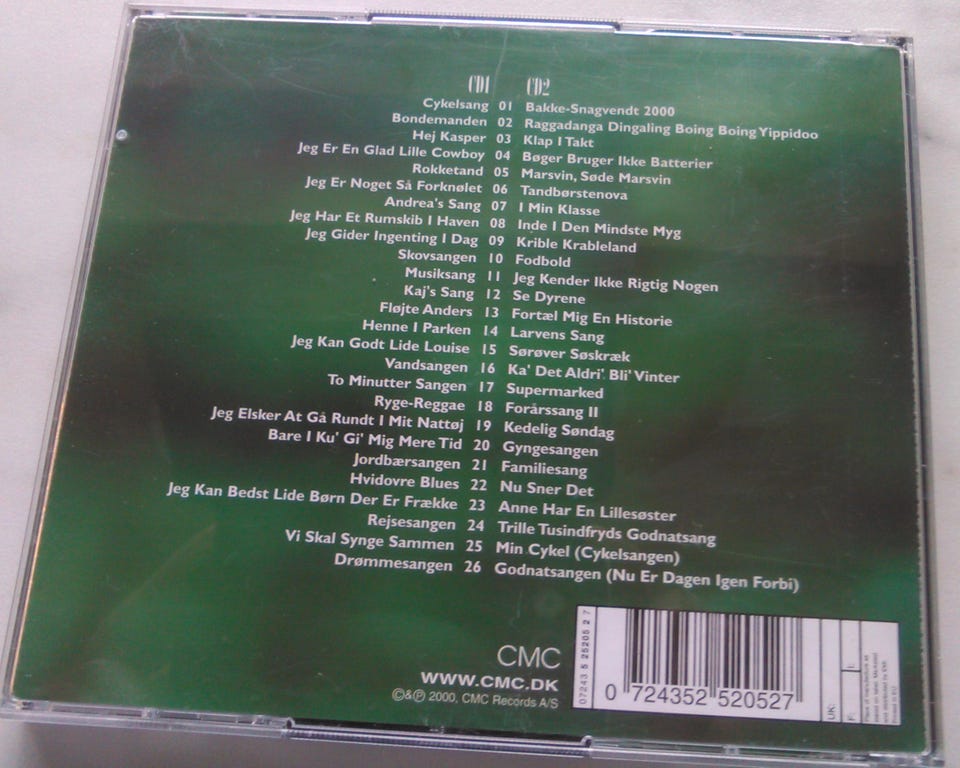 CD1 CD2
Cykelsang 01 Bakke-Snagvendt 2000
Bondemanden 02 Raggadanga Dingaling Boing Boing Yippidoo
Hej Kasper 03 Klap I Takt
Jeg Er En Glad Lille Cowboy 04 Bøger Bruger Ikke Batterier
Rokketand 05 Marsvin, Søde Marsvin
Jeg Er Noget Så Forknølet 06 Tandbørstenova
Andrea's Sang 07 I Min Klasse
Jeg Har Et Rumskib I Haven 08 Inde I Den Mindste Myg
Jeg Gider Ingenting I Dag 09 Krible Krableland
Skovsangen 10 Fodbold
Musiksang 11 Jeg Kender Ikke Rigtig Nogen
Kaj's Sang 12 Se Dyrene
Fløjte Anders 13 Fortæl Mig En Historie
Henne I Parken 14 Larvens Sang
Jeg Kan Godt Lide Louise 15 Sørøver Søskræk
Vandsangen 16 Ka' Det Aldri' Bli' Vinter
To Minutter Sangen 17 Supermarked
Ryge-Reggae 18 Forårssang II
Jeg Elsker At Gå Rundt I Mit Nattøj 19 Kedelig Søndag
Bare I Ku' Gi' Mig Mere Tid 20 Gyngesangen
Jordbærsangen 21 Familiesang
Hvidovre Blues 22 Nu Sner Det
Jeg Kan Bedst Lide Børn Der Er Frække 23 Anne Har En Lillesøster
Rejsesangen 24 Trille Tusindfryds Godnatsang
Vi Skal Synge Sammen 25 Min Cykel (Cykelsangen)
Drømmesangen 26 Godnatsangen (Nu Er Dagen Igen Forbi)
CMC
WWW.CMC.DK
©&℗ 2000, CMC Records A/S
07243 5 25205 2 7
0 724352 520527
UK:
F:
I: